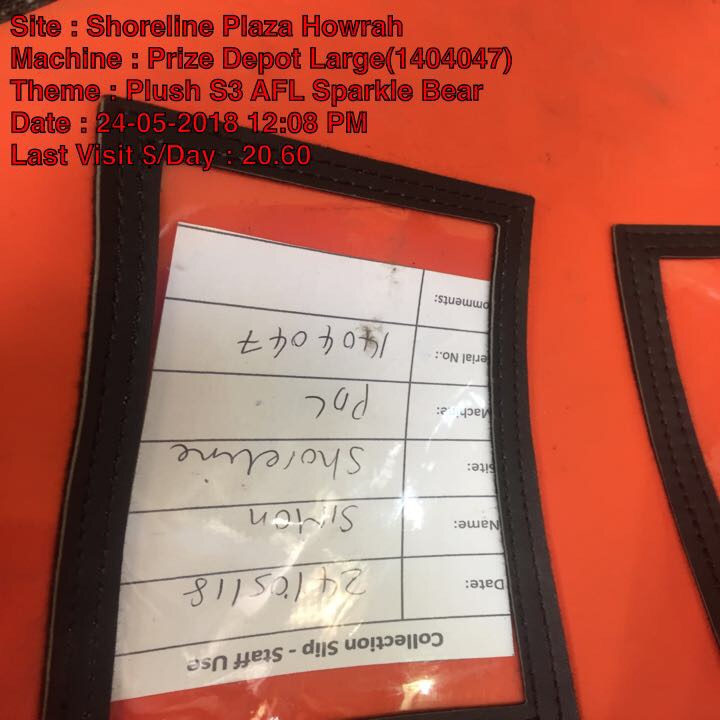 Site : Shoreline Plaza Howrah
Machine : Prize Depot Large(1404047)
Theme : Plush S3 AFL Sparkle Bear
Date : 24-05-2018 12:08 PM
Last Visit $/Day : 20.60
Collection Slip - Staff Use
Date: 24/05/18
Name: SIMON
Site: Shoreline
Machine: PDL
erial No.: 1404047
omments: